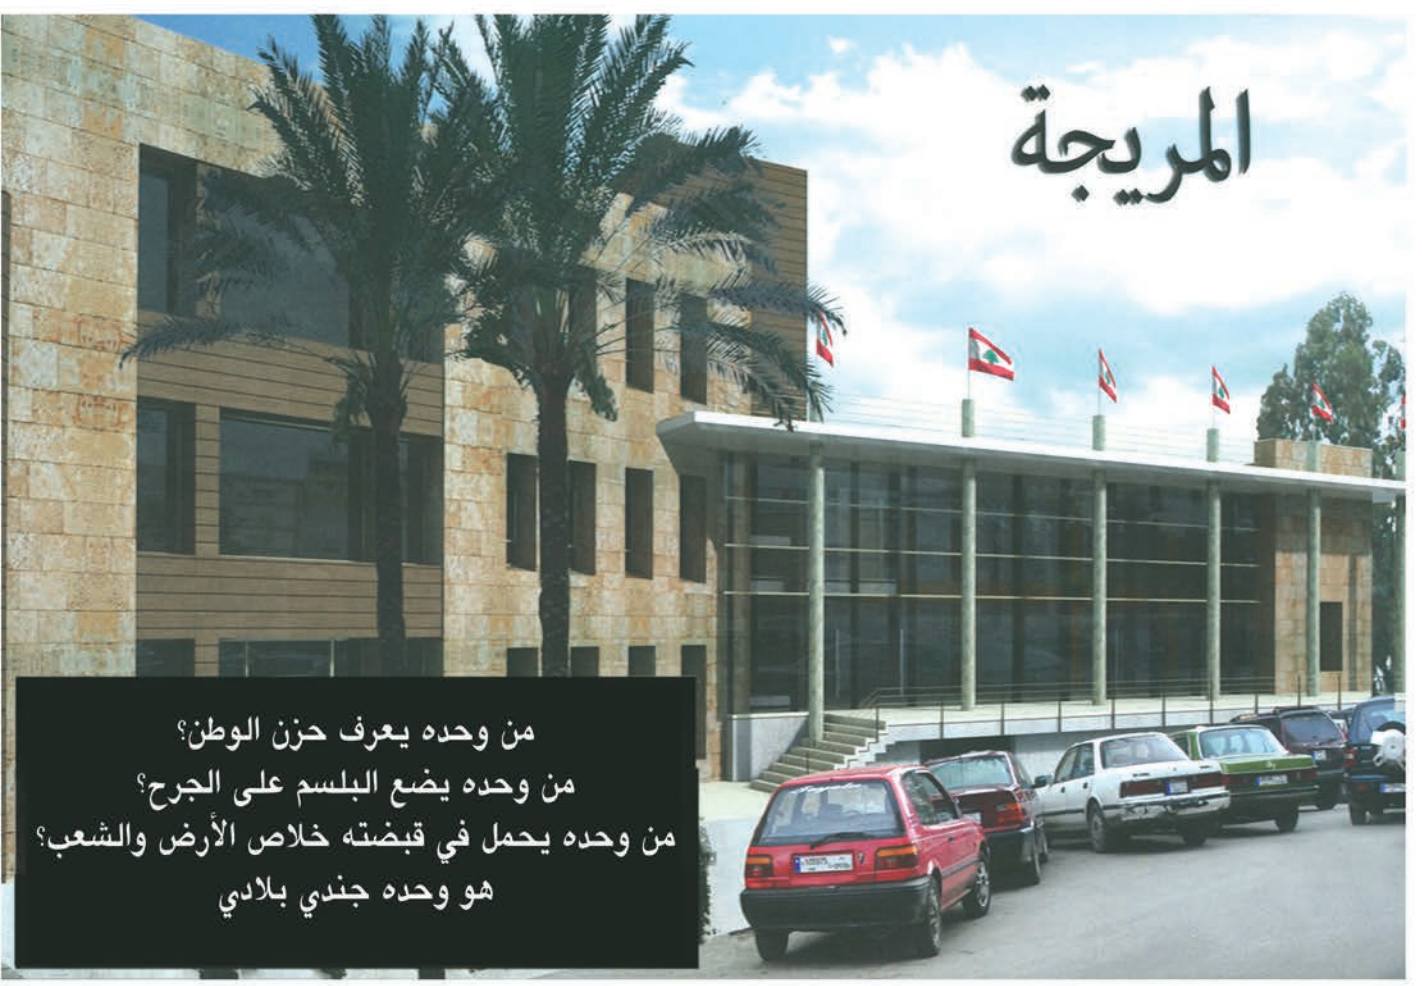 المريجة
من وحده يعرف حزن الوطن؟
من وحده يضع البلسم على الجرح؟
من وحده يحمل في قبضته خلاص الأرض والشعب؟
هو وحده جندي بلادي